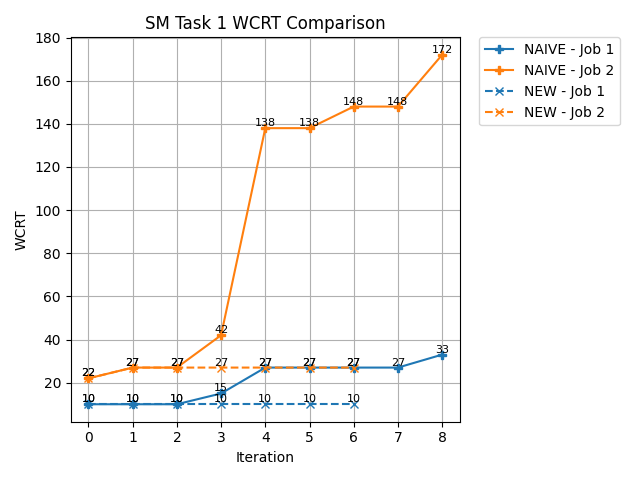 SM Task 1 WCRT Comparison
NAIVE - Job 1
NAIVE - Job 2
NEW - Job 1
NEW - Job 2
WCRT
180
160
140
120
100
80
60
40
20
172
148 148
138 138
42
33
22 27 27 27 27 27 27 27
22 27 27 27 27 27
15
10 10 10 10 10 10 10
10 10 10
0 1 2 3 4 5 6 7 8
Iteration